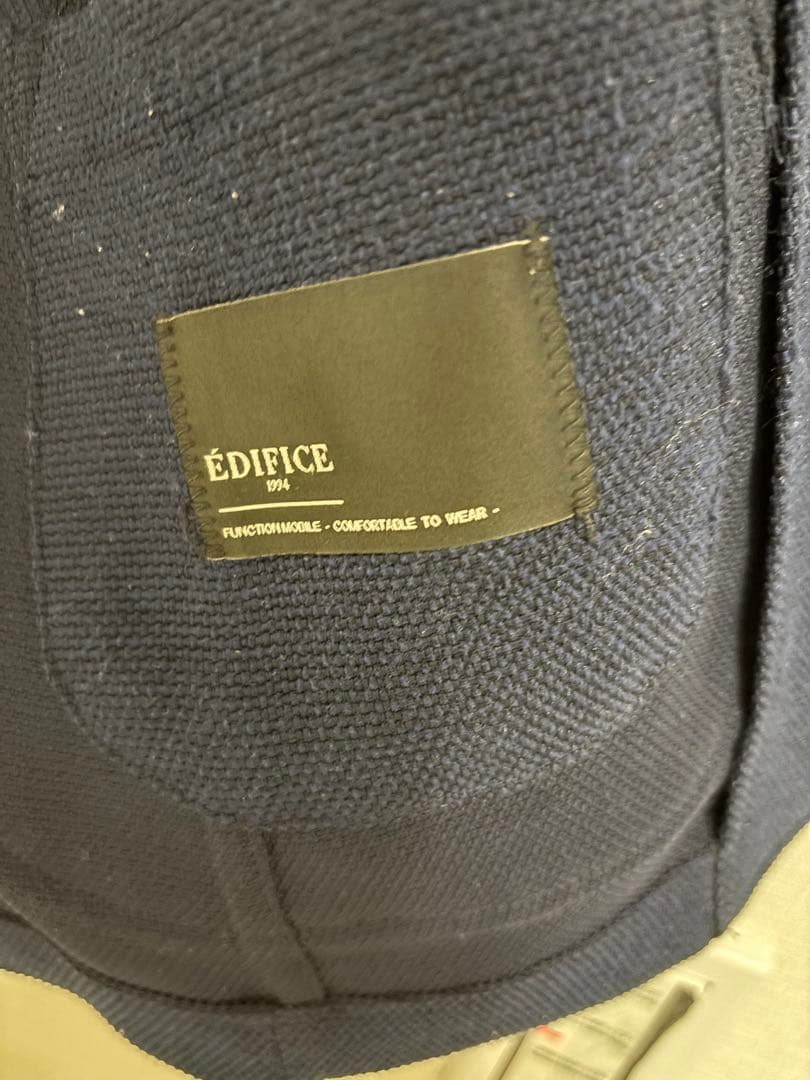 ÉDIFICE
1994
FUNCTION MODILE - COMFORTABLE TO WEAR -